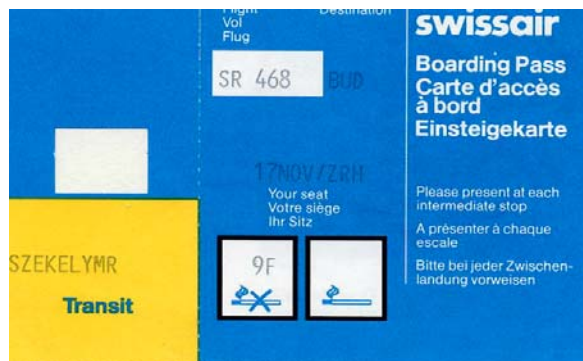 Flight
Destination
Vol
Flug
SR 468
BUD
17NOV/ZRH
Your seat
Votre siège
Ihr Sitz
9F
SZEKELYMR
Transit
swissair
Boarding Pass
Carte d'accès
à bord
Einsteigekarte
Please present at each
intermediate stop
A présenter à chaque
escale
Bitte bei jeder Zwischen-
landung vorweisen